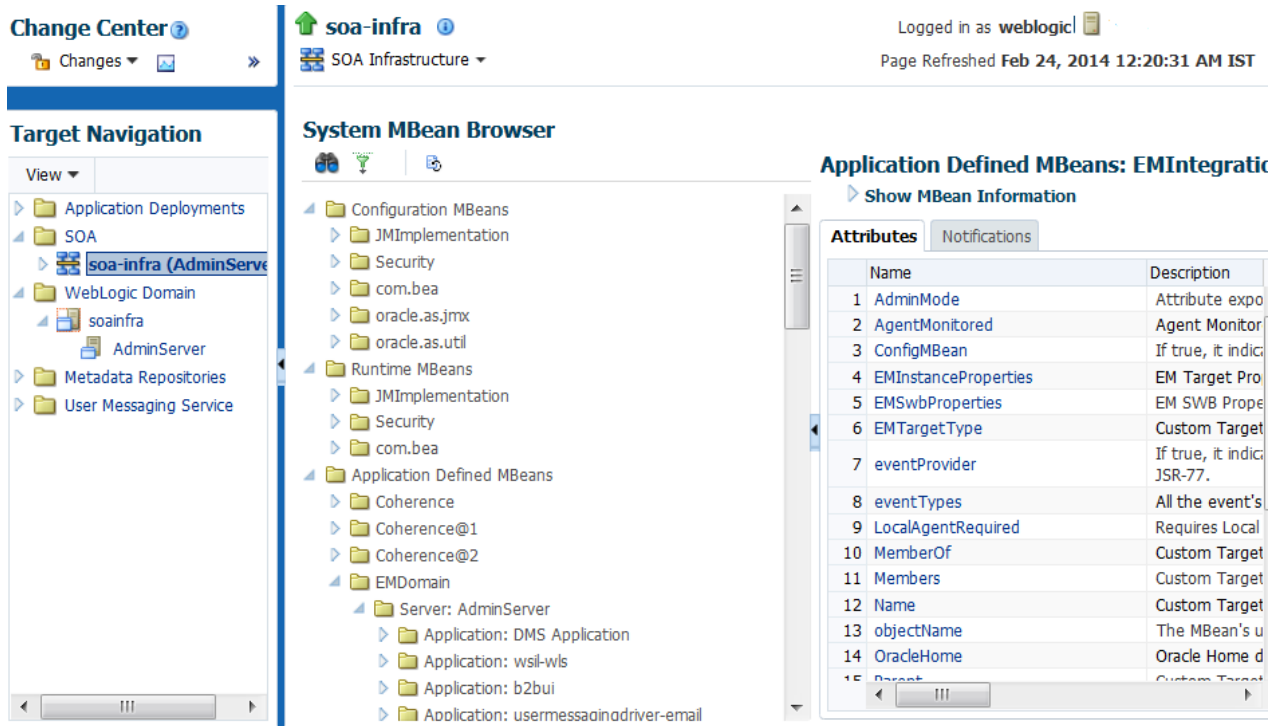 Change Center
Changes
»
Target Navigation
View
Application Deployments
SOA
soa-infra (AdminServe
WebLogic Domain
soainfra
AdminServer
Metadata Repositories
User Messaging Service
soa-infra
SOA Infrastructure
Logged in as weblogic
Page Refreshed Feb 24, 2014 12:20:31 AM IST
System MBean Browser
Configuration MBeans
JMImplementation
Security
com.bea
oracle.as.jmx
oracle.as.util
Runtime MBeans
JMImplementation
Security
com.bea
Application Defined MBeans
Coherence
Coherence@1
Coherence@2
EMDomain
Server: AdminServer
Application: DMS Application
Application: wsil-wls
Application: b2bui
Application: usermessagingdriver-email
Application Defined MBeans: EMIntegratio
Show MBean Information
Attributes Notifications
Name Description
1 AdminMode Attribute expo
2 AgentMonitored Agent Monitor
3 ConfigMBean If true, it indica
4 EMInstanceProperties EM Target Pro
5 EMSwbProperties EM SWB Prope
6 EMTargetType Custom Target
7 eventProvider If true, it indica
JSR-77.
8 eventTypes All the event's
9 LocalAgentRequired Requires Local
10 MemberOf Custom Target
11 Members Custom Target
12 Name Custom Target
13 objectName The MBean's u
14 OracleHome Oracle Home d
15 Parent Custom Target